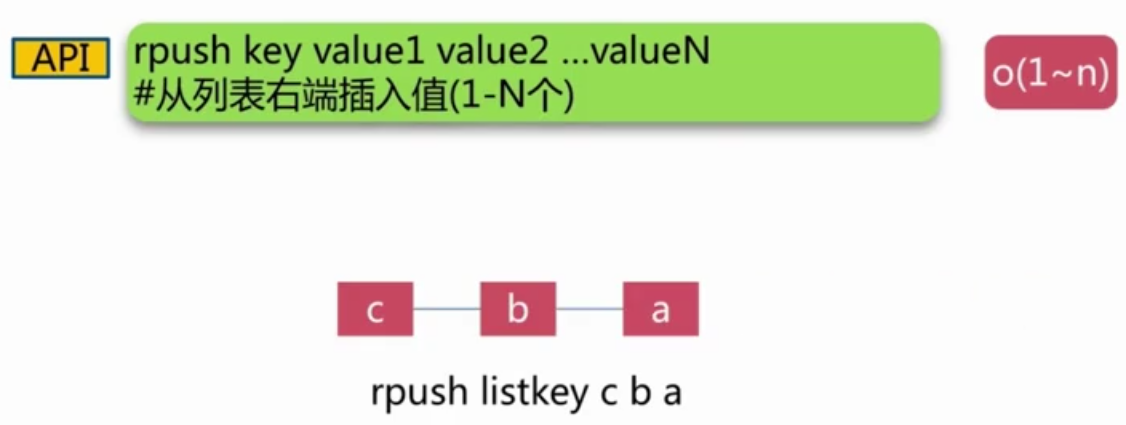 API
rpush key value1 value2 ...valueN
#从列表右端插入值(1-N个)
o(1~n)
c b a
rpush listkey c b a